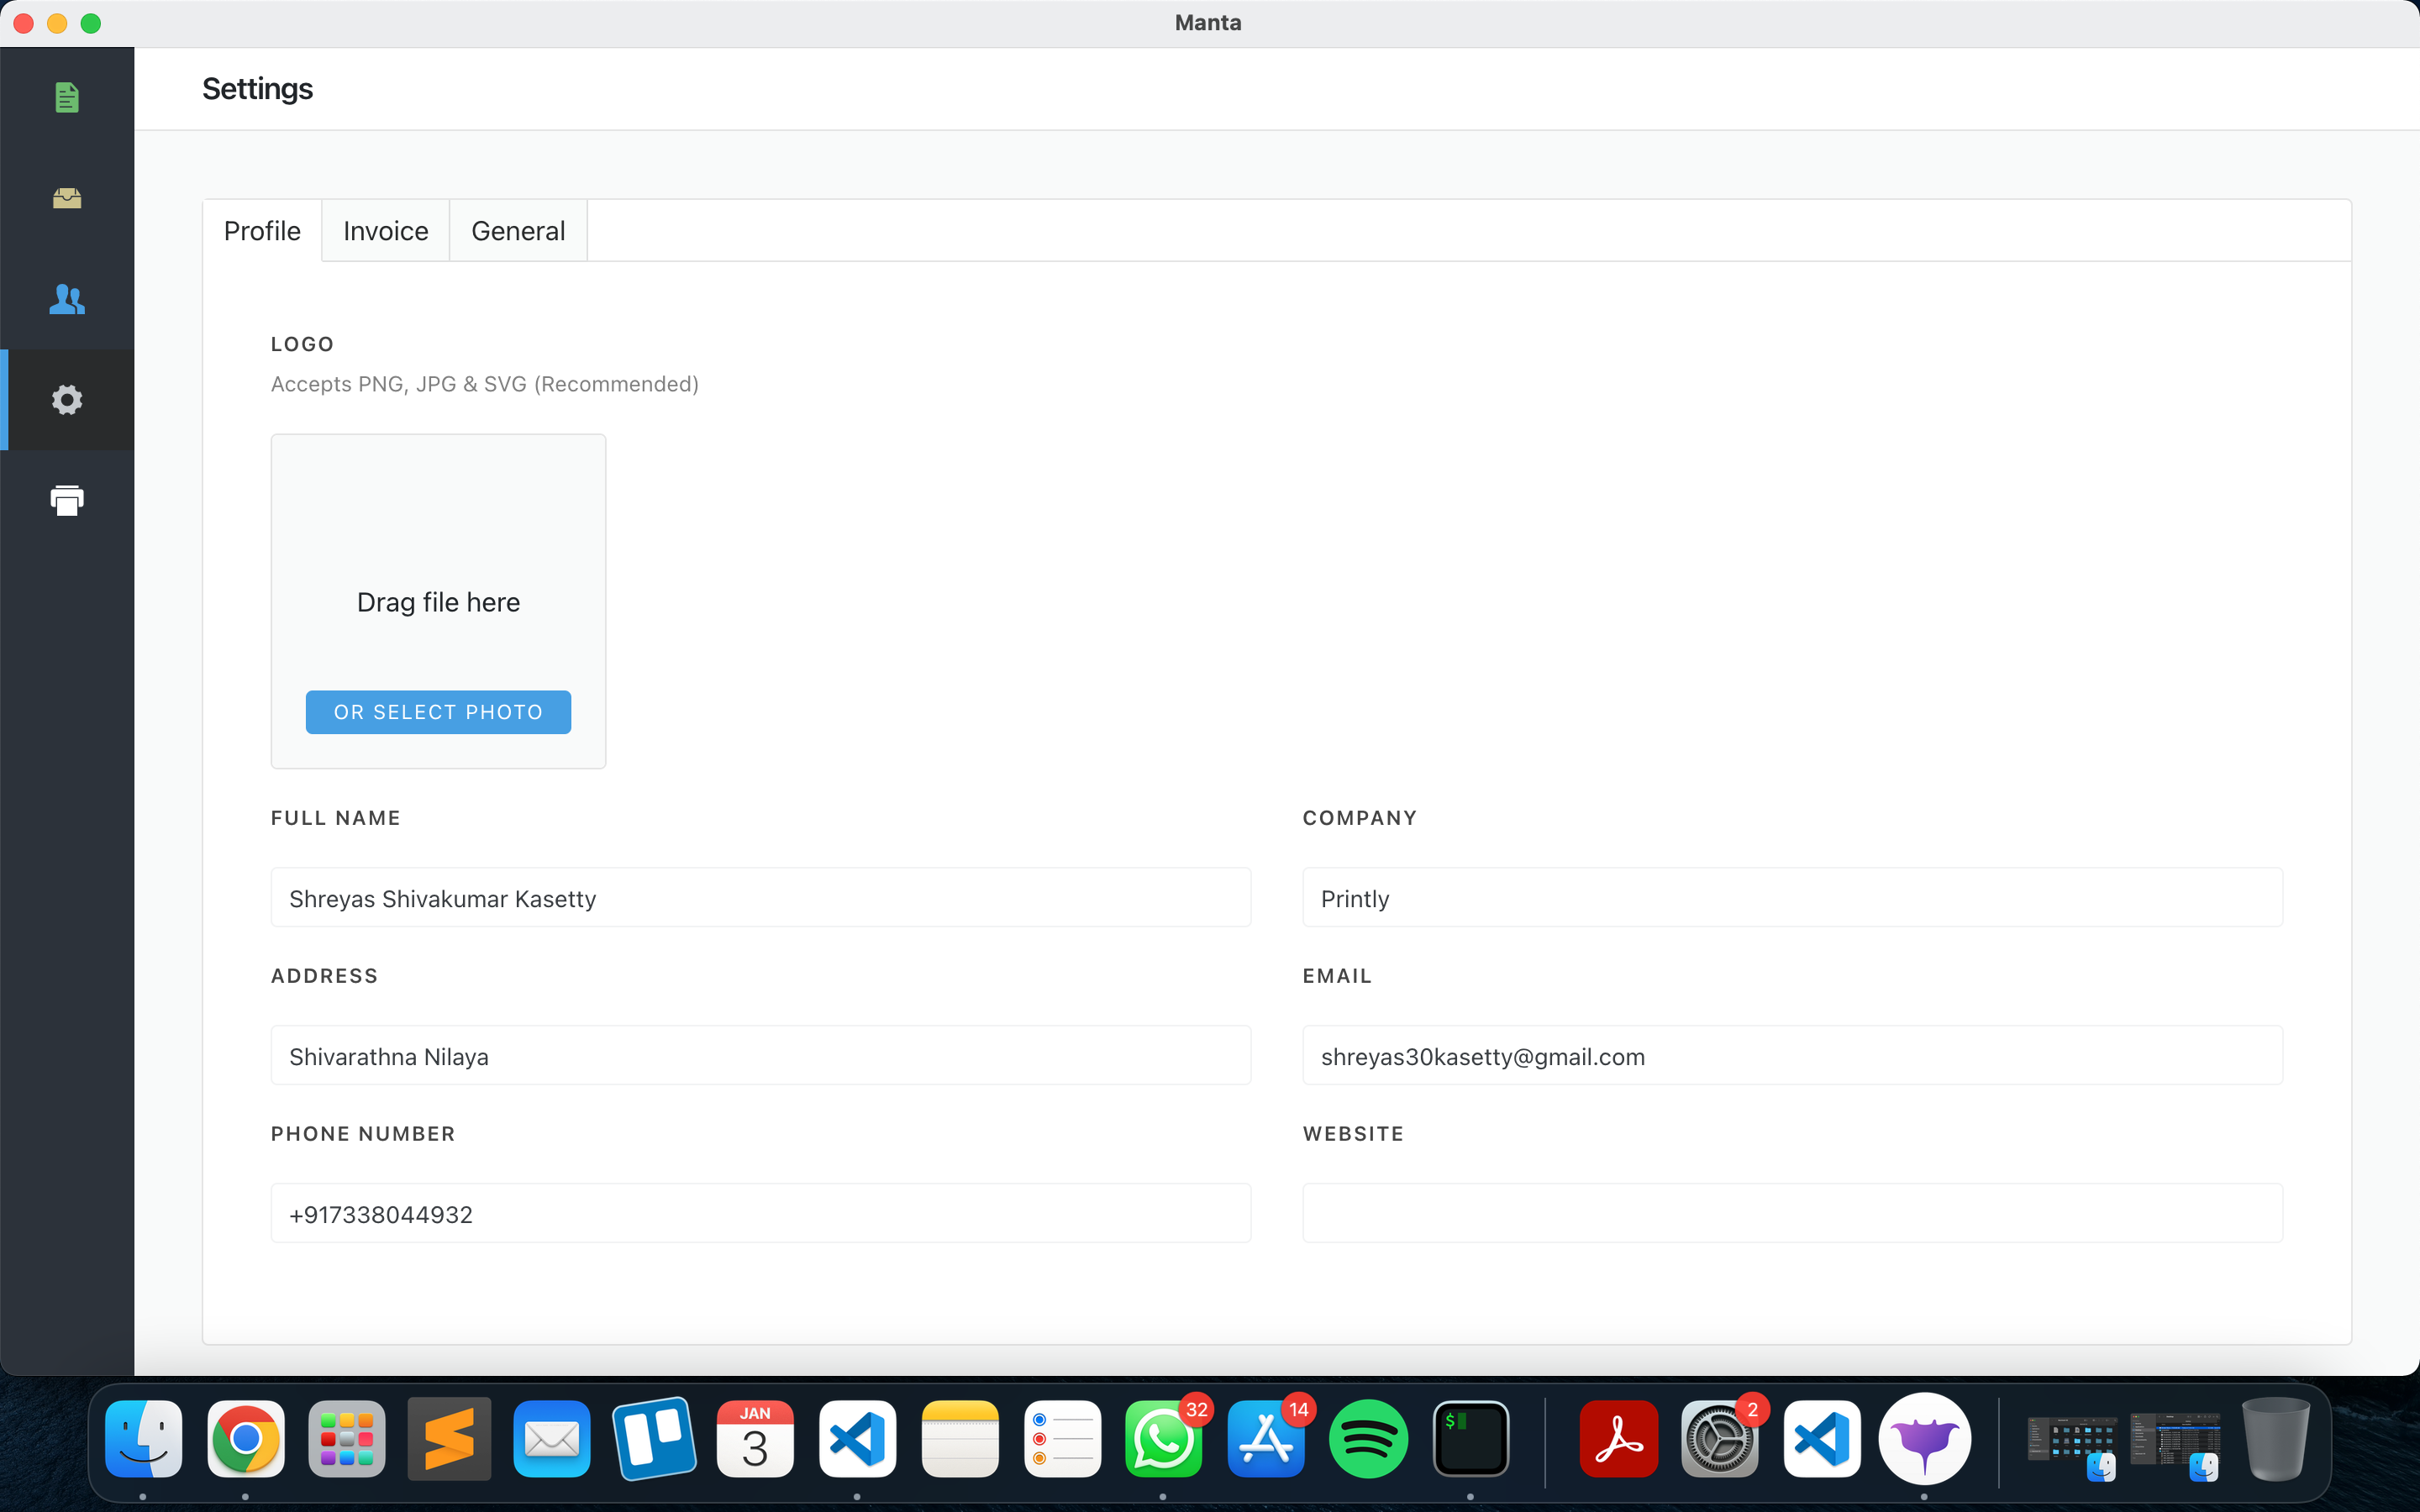 Manta
Settings
Profile Invoice General
LOGO
Accepts PNG, JPG & SVG (Recommended)
Drag file here
OR SELECT PHOTO
FULL NAME COMPANY
Shreyas Shivakumar Kasetty Printly
ADDRESS EMAIL
Shivarathna Nilaya shreyas30kasetty@gmail.com
PHONE NUMBER WEBSITE
+917338044932
JAN 32 14 2
3 $